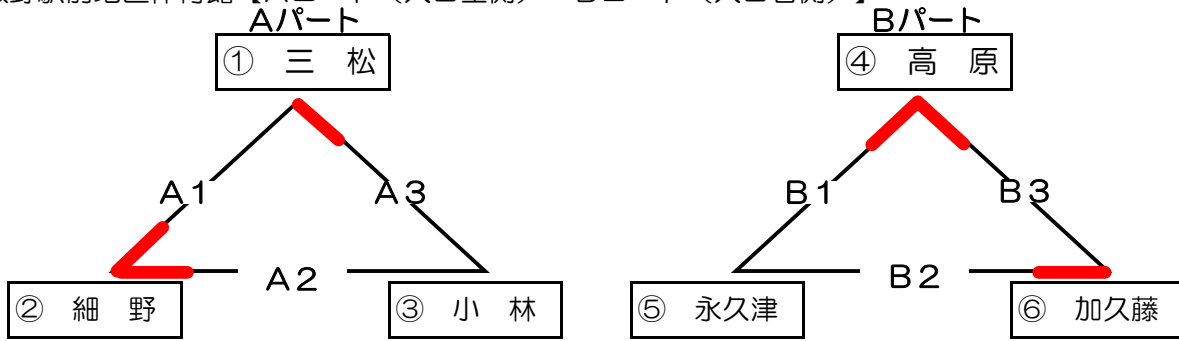 Aパート
Bパート
① 三 松
④ 高 原
A1
A3
B1
B3
A2
B2
② 細 野
③ 小 林
⑤ 永久津
⑥ 加久藤